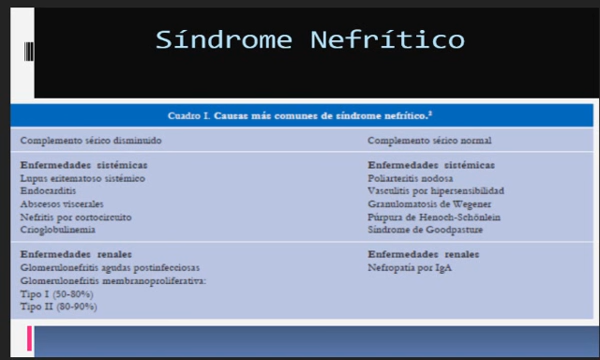 Síndrome Nefrítico
Cuadro I. Causas más comunes de síndrome nefrítico.²
Complemento sérico disminuido
Complemento sérico normal
Enfermedades sistémicas
Lupus eritematoso sistémico
Endocarditis
Abscesos viscerales
Nefritis por cortocircuito
Crioglobulinemia
Enfermedades sistémicas
Poliarteritis nodosa
Vasculitis por hipersensibilidad
Granulomatosis de Wegener
Púrpura de Henoch-Schönlein
Síndrome de Goodpasture
Enfermedades renales
Glomerulonefritis agudas postinfecciosas
Glomerulonefritis membranoproliferativa:
Tipo I (50-80%)
Tipo II (80-90%)
Enfermedades renales
Nefropatía por IgA